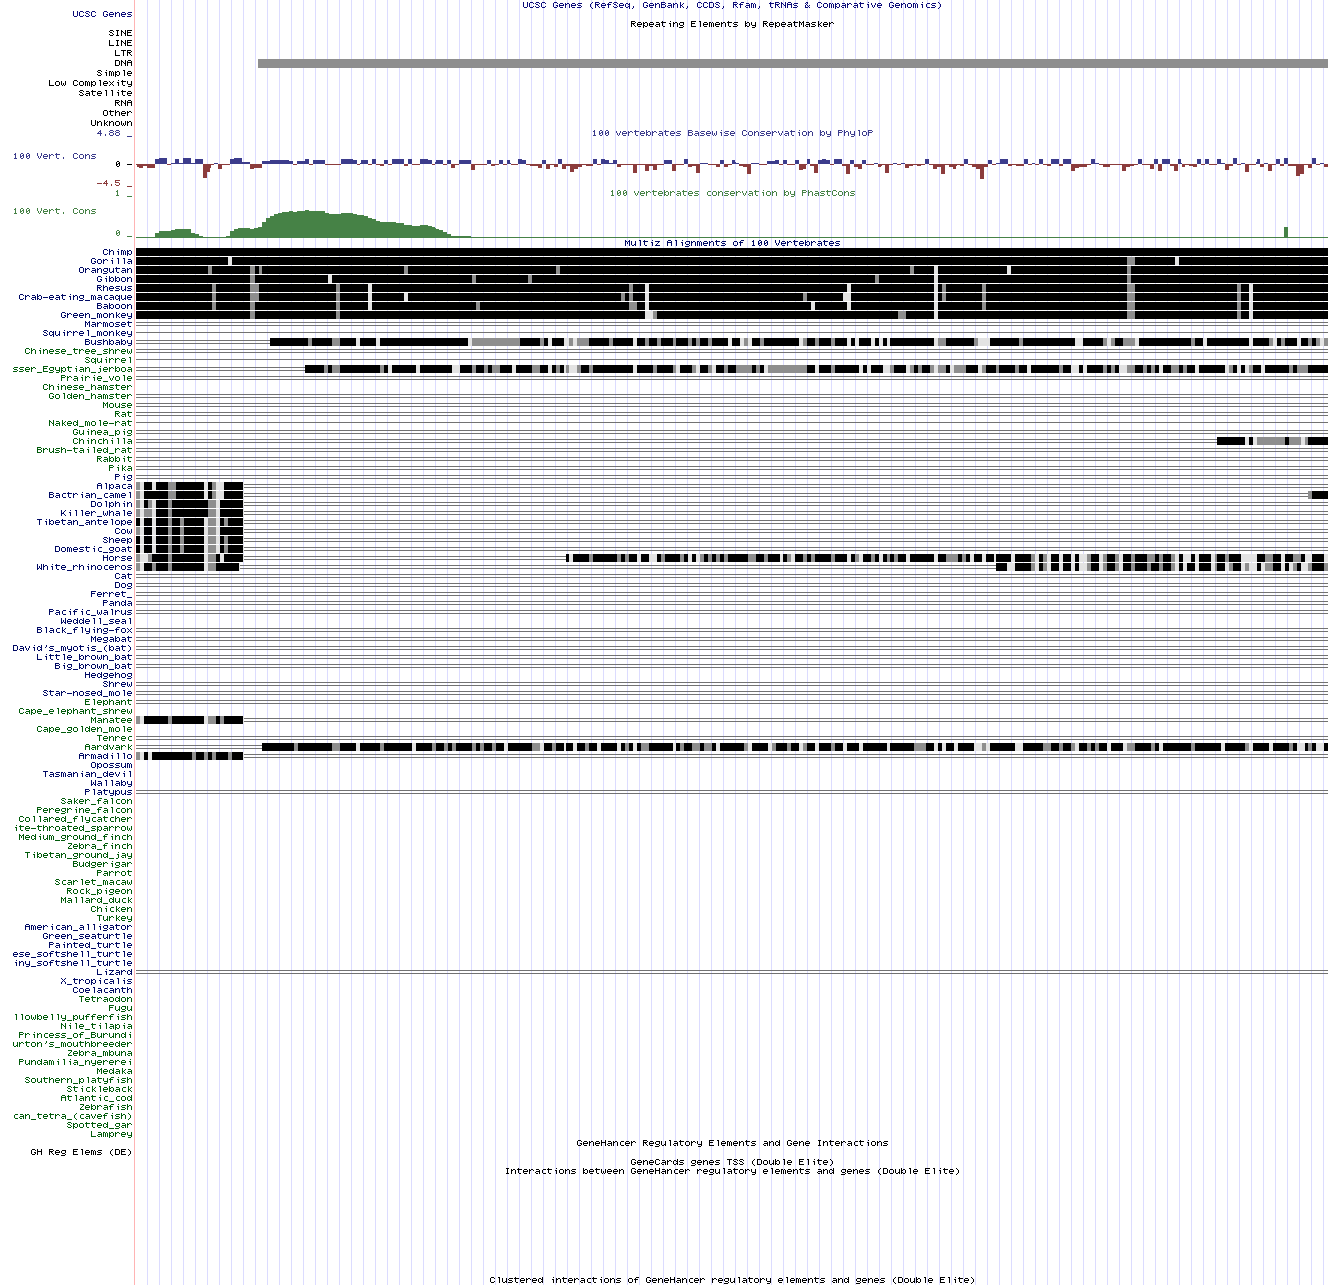 UCSC Genes (RefSeq, GenBank, CCDS, Rfam, tRNAs & Comparative Genomics)
UCSC Genes
Repeating Elements by RepeatMasker
SINE
LINE
LTR
DNA
Simple
Low Complexity
Satellite
RNA
Other
Unknown
4.88 _
100 vertebrates Basewise Conservation by PhyloP
100 Vert. Cons
0 -
-4.5 _
1 _
100 vertebrates conservation by PhastCons
100 Vert. Cons
0 _
Multiz Alignments of 100 Vertebrates
Chimp
Gorilla
Orangutan
Gibbon
Rhesus
Crab-eating_macaque
Baboon
Green_monkey
Marmoset
Squirrel_monkey
Bushbaby
Chinese_tree_shrew
Squirrel
sser_Egyptian_jerboa
Prairie_vole
Chinese_hamster
Golden_hamster
Mouse
Rat
Naked_mole-rat
Guinea_pig
Chinchilla
Brush-tailed_rat
Rabbit
Pika
Pig
Alpaca
Bactrian_camel
Dolphin
Killer_whale
Tibetan_antelope
Cow
Sheep
Domestic_goat
Horse
White_rhinoceros
Cat
Dog
Ferret_
Panda
Pacific_walrus
Weddell_seal
Black_flying-fox
Megabat
David's_myotis_(bat)
Little_brown_bat
Big_brown_bat
Hedgehog
Shrew
Star-nosed_mole
Elephant
Cape_elephant_shrew
Manatee
Cape_golden_mole
Tenrec
Aardvark
Armadillo
Opossum
Tasmanian_devil
Wallaby
Platypus
Saker_falcon
Peregrine_falcon
Collared_flycatcher
ite-throated_sparrow
Medium_ground_finch
Zebra_finch
Tibetan_ground_jay
Budgerigar
Parrot
Scarlet_macaw
Rock_pigeon
Mallard_duck
Chicken
Turkey
American_alligator
Green_seaturtle
Painted_turtle
ese_softshell_turtle
iny_softshell_turtle
Lizard
X_tropicalis
Coelacanth
Tetraodon
Fugu
llowbelly_pufferfish
Nile_tilapia
Princess_of_Burundi
urton's_mouthbreeder
Zebra_mbuna
Pundamilia_nyererei
Medaka
Southern_platyfish
Stickleback
Atlantic_cod
Zebrafish
can_tetra_(cavefish)
Spotted_gar
Lamprey
GeneHancer Regulatory Elements and Gene Interactions
GH Reg Elems (DE)
GeneCards genes TSS (Double Elite)
Interactions between GeneHancer regulatory elements and genes (Double Elite)
Clustered interactions of GeneHancer regulatory elements and genes (Double Elite)